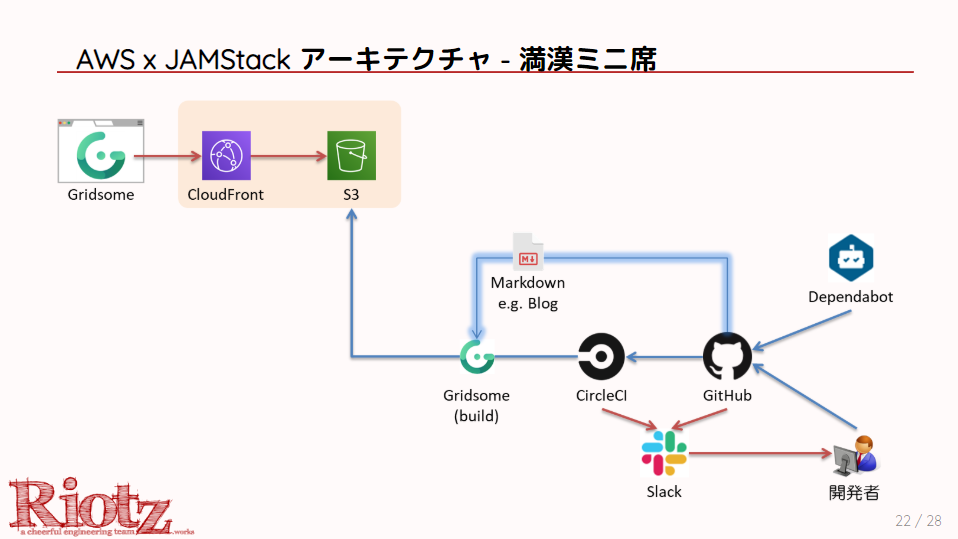 AWS x JAMStack アーキテクチャ - 満漢ミニ席
Gridsome
CloudFront
S3
Markdown
e.g. Blog
Dependabot
Gridsome
(build)
CircleCI
GitHub
Slack
開発者
Riotz
a cheerful engineering team
.works
22 / 28